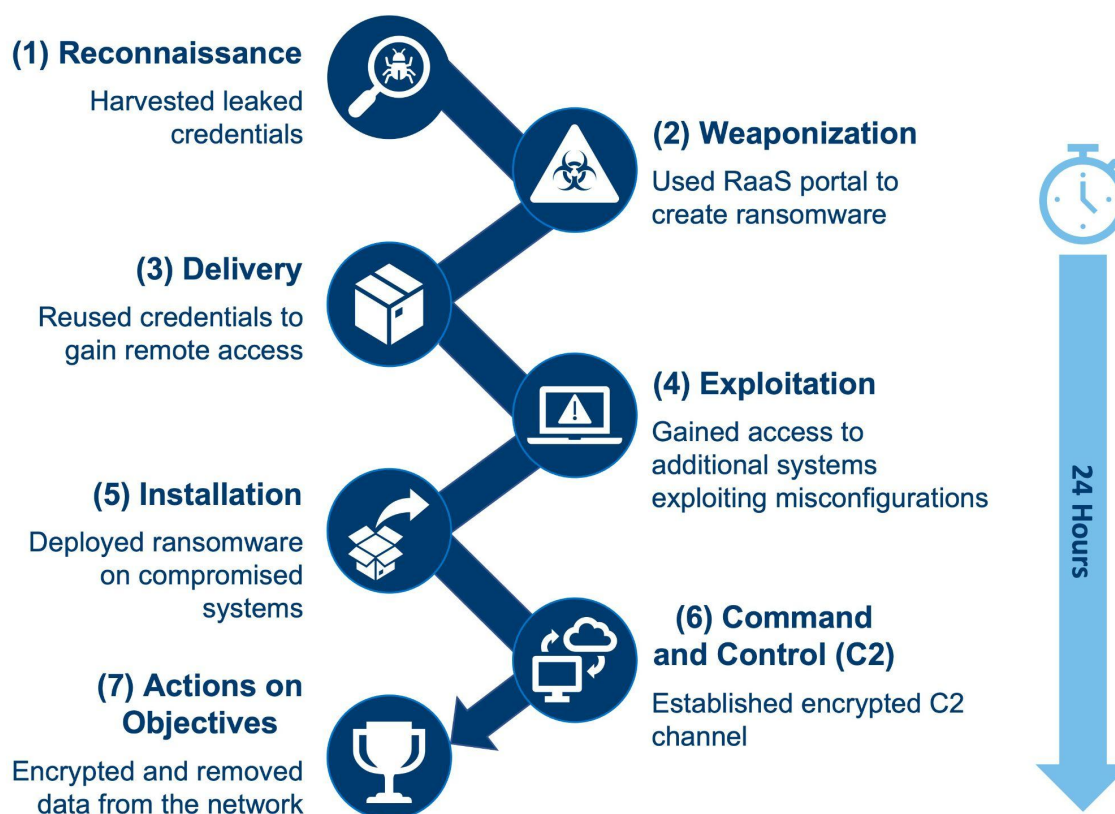 (1) Reconnaissance
Harvested leaked
credentials
(2) Weaponization
Used RaaS portal to
create ransomware
(3) Delivery
Reused credentials to
gain remote access
(4) Exploitation
Gained access to
additional systems
exploiting misconfigurations
(5) Installation
Deployed ransomware
on compromised
systems
(6) Command
and Control (C2)
Established encrypted C2
channel
(7) Actions on
Objectives
Encrypted and removed
data from the network
24 Hours